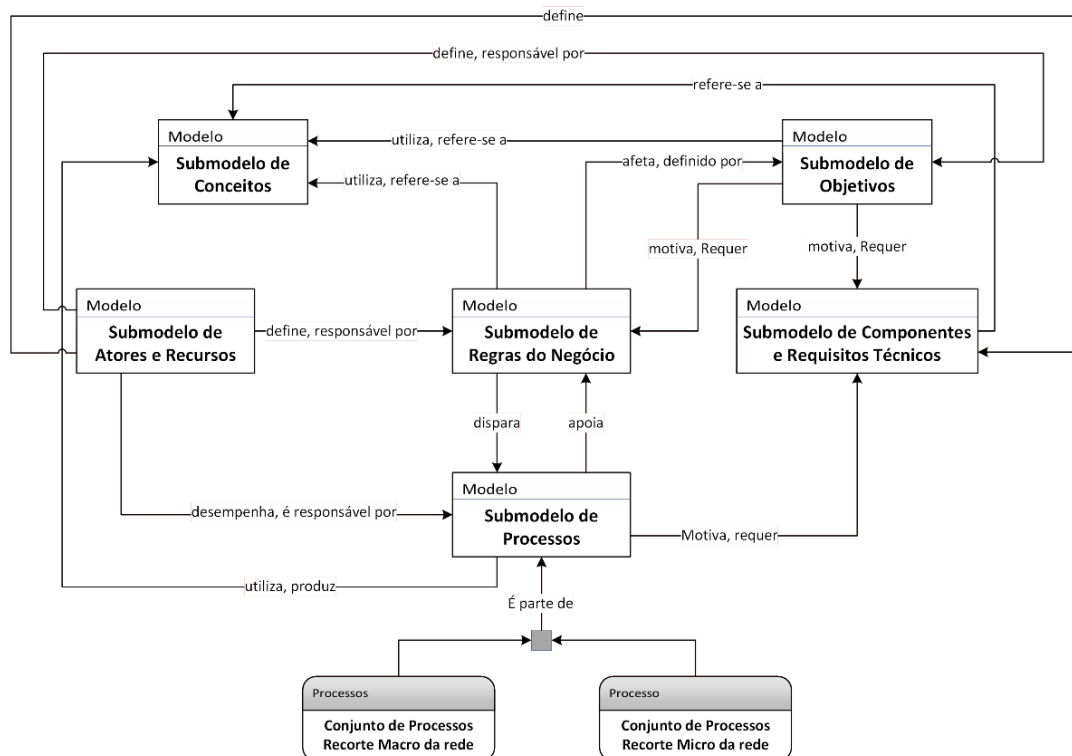 define
define, responsável por
refere-se a
Modelo
Submodelo de
Conceitos
utiliza, refere-se a
Modelo
Submodelo de
Objetivos
afeta, definido por
utiliza, refere-se a
motiva, Requer
motiva, Requer
Modelo
Submodelo de
Atores e Recursos
define, responsável por
Modelo
Submodelo de
Regras do Negócio
Modelo
Submodelo de Componentes
e Requisitos Técnicos
dispara
apoia
Modelo
Submodelo de
Processos
desempenha, é responsável por
Motiva, requer
utiliza, produz
É parte de
Processos
Conjunto de Processos
Recorte Macro da rede
Processo
Conjunto de Processos
Recorte Micro da rede